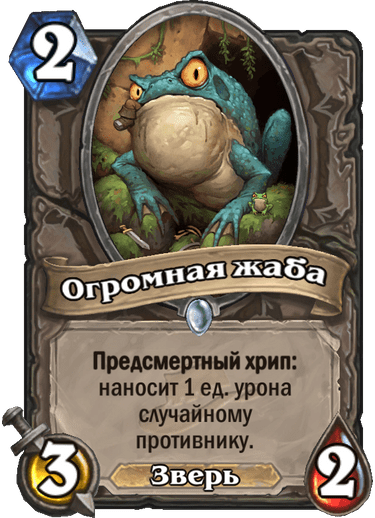 2
Огромная жаба
Предсмертный хрип:
наносит 1 ед. урона
случайному
противнику.
3
Зверь
2